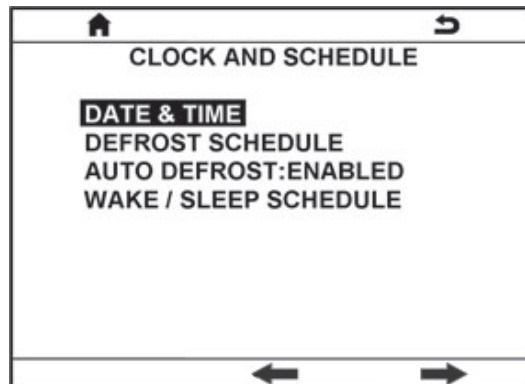 CLOCK AND SCHEDULE
DATE & TIME
DEFROST SCHEDULE
AUTO DEFROST:ENABLED
WAKE / SLEEP SCHEDULE